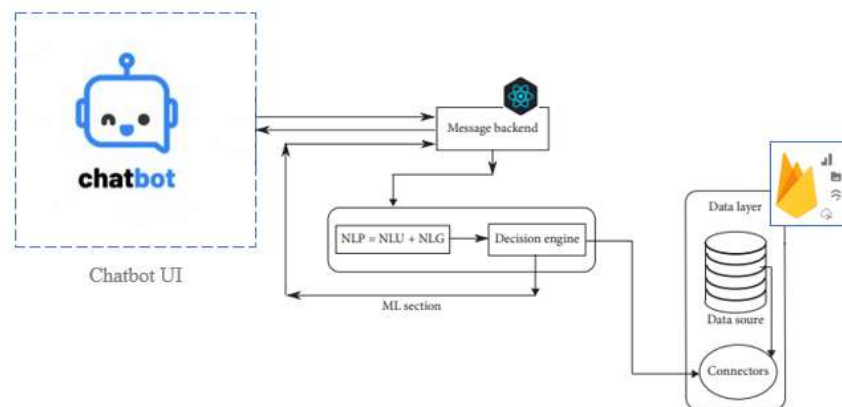 chatbot
Chatbot UI
Message backend
NLP = NLU + NLG
Decision engine
ML section
Data layer
Data soure
Connectors